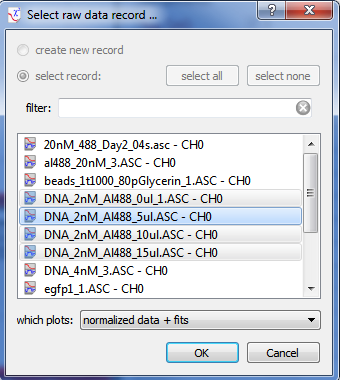 Select raw data record ...
create new record
select record: select all select none
filter:
20nM_488_Day2_04s.asc - CH0
al488_20nM_3.ASC - CH0
beads_1t1000_80pGlycerin_1.ASC - CH0
DNA_2nM_Al488_0ul_1.ASC - CH0
DNA_2nM_Al488_5ul.ASC - CH0
DNA_2nM_Al488_10ul.ASC - CH0
DNA_2nM_Al488_15ul.ASC - CH0
DNA_4nM_3.ASC - CH0
egfp1_1.ASC - CH0
which plots: normalized data + fits
OK Cancel